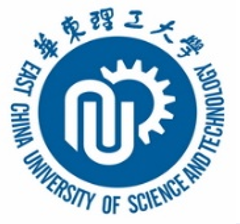 華東理工大學
EAST CHINA UNIVERSITY OF SCIENCE AND TECHNOLOGY